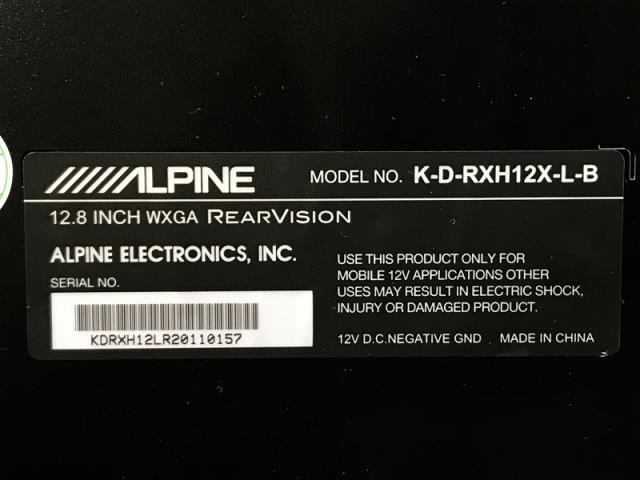 ALPINE
MODEL NO. K-D-RXH12X-L-B
12.8 INCH WXGA REARVISION
ALPINE ELECTRONICS, INC.
SERIAL NO.
KDRXH12LR20110157
USE THIS PRODUCT ONLY FOR
MOBILE 12V APPLICATIONS OTHER
USES MAY RESULT IN ELECTRIC SHOCK,
INJURY OR DAMAGED PRODUCT.
12V D.C.NEGATIVE GND MADE IN CHINA